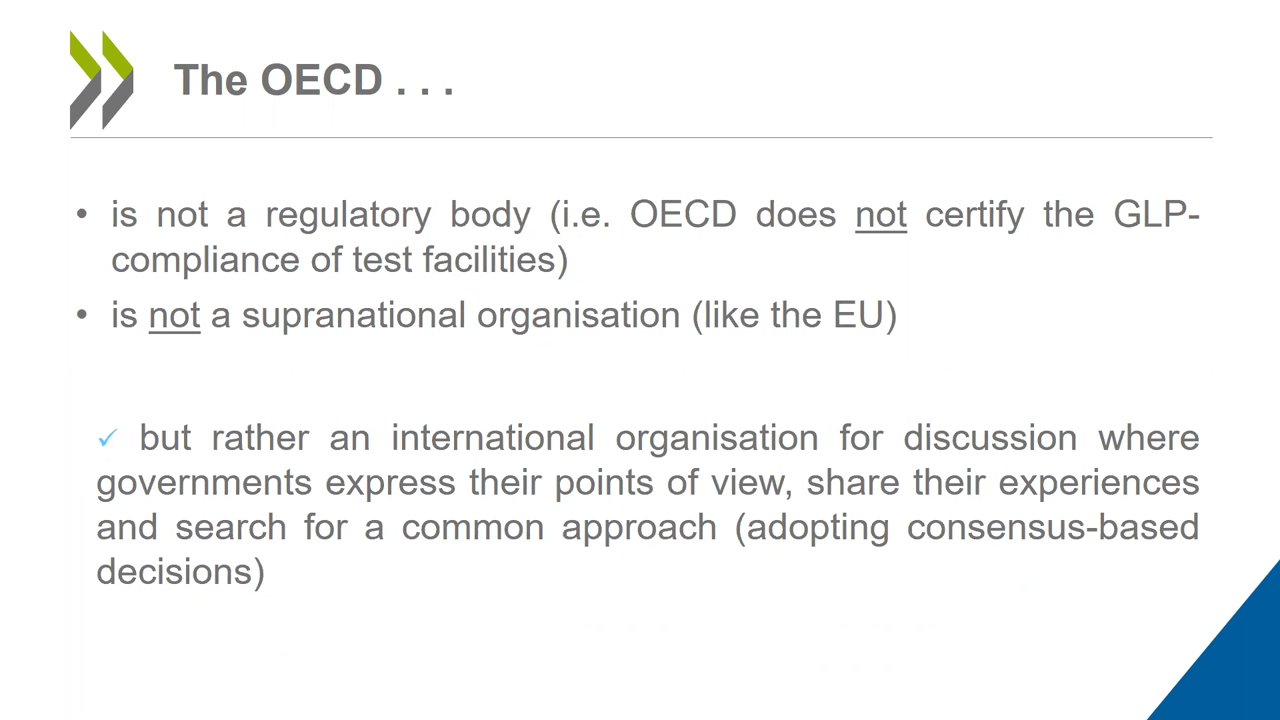 The OECD . . .
• is not a regulatory body (i.e. OECD does not certify the GLP-
compliance of test facilities)
• is not a supranational organisation (like the EU)
✓ but rather an international organisation for discussion where
governments express their points of view, share their experiences
and search for a common approach (adopting consensus-based
decisions)